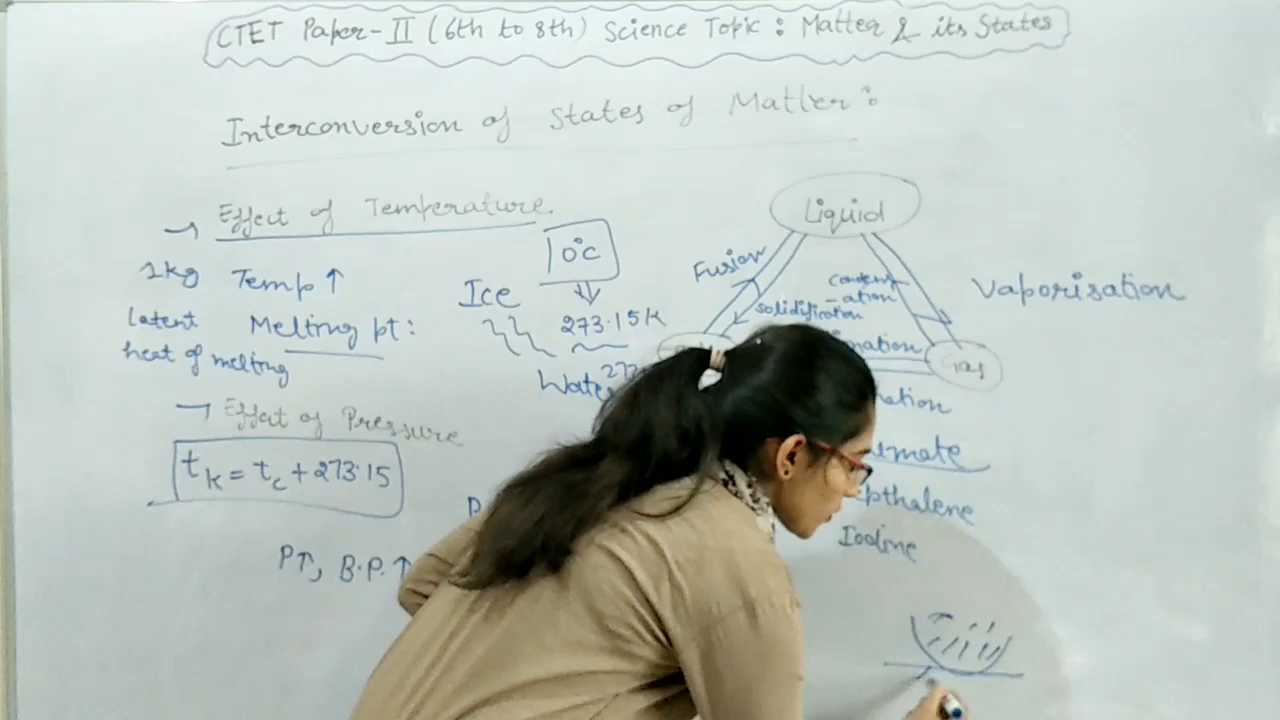 CTET Paper-II (6th to 8th) Science Topic : Matter & its States
Interconversion of States of Matter :
→ Effect of Temperature.
1kg Temp ↑
latent
heat of melting
Melting pt :
Ice
0°C
273.15K
→ Effect of Pressure
tK = tC + 273.15
P↑, B.P. ↑
Liquid
Fusion
solidification
Vaporisation
Gas
Iodine